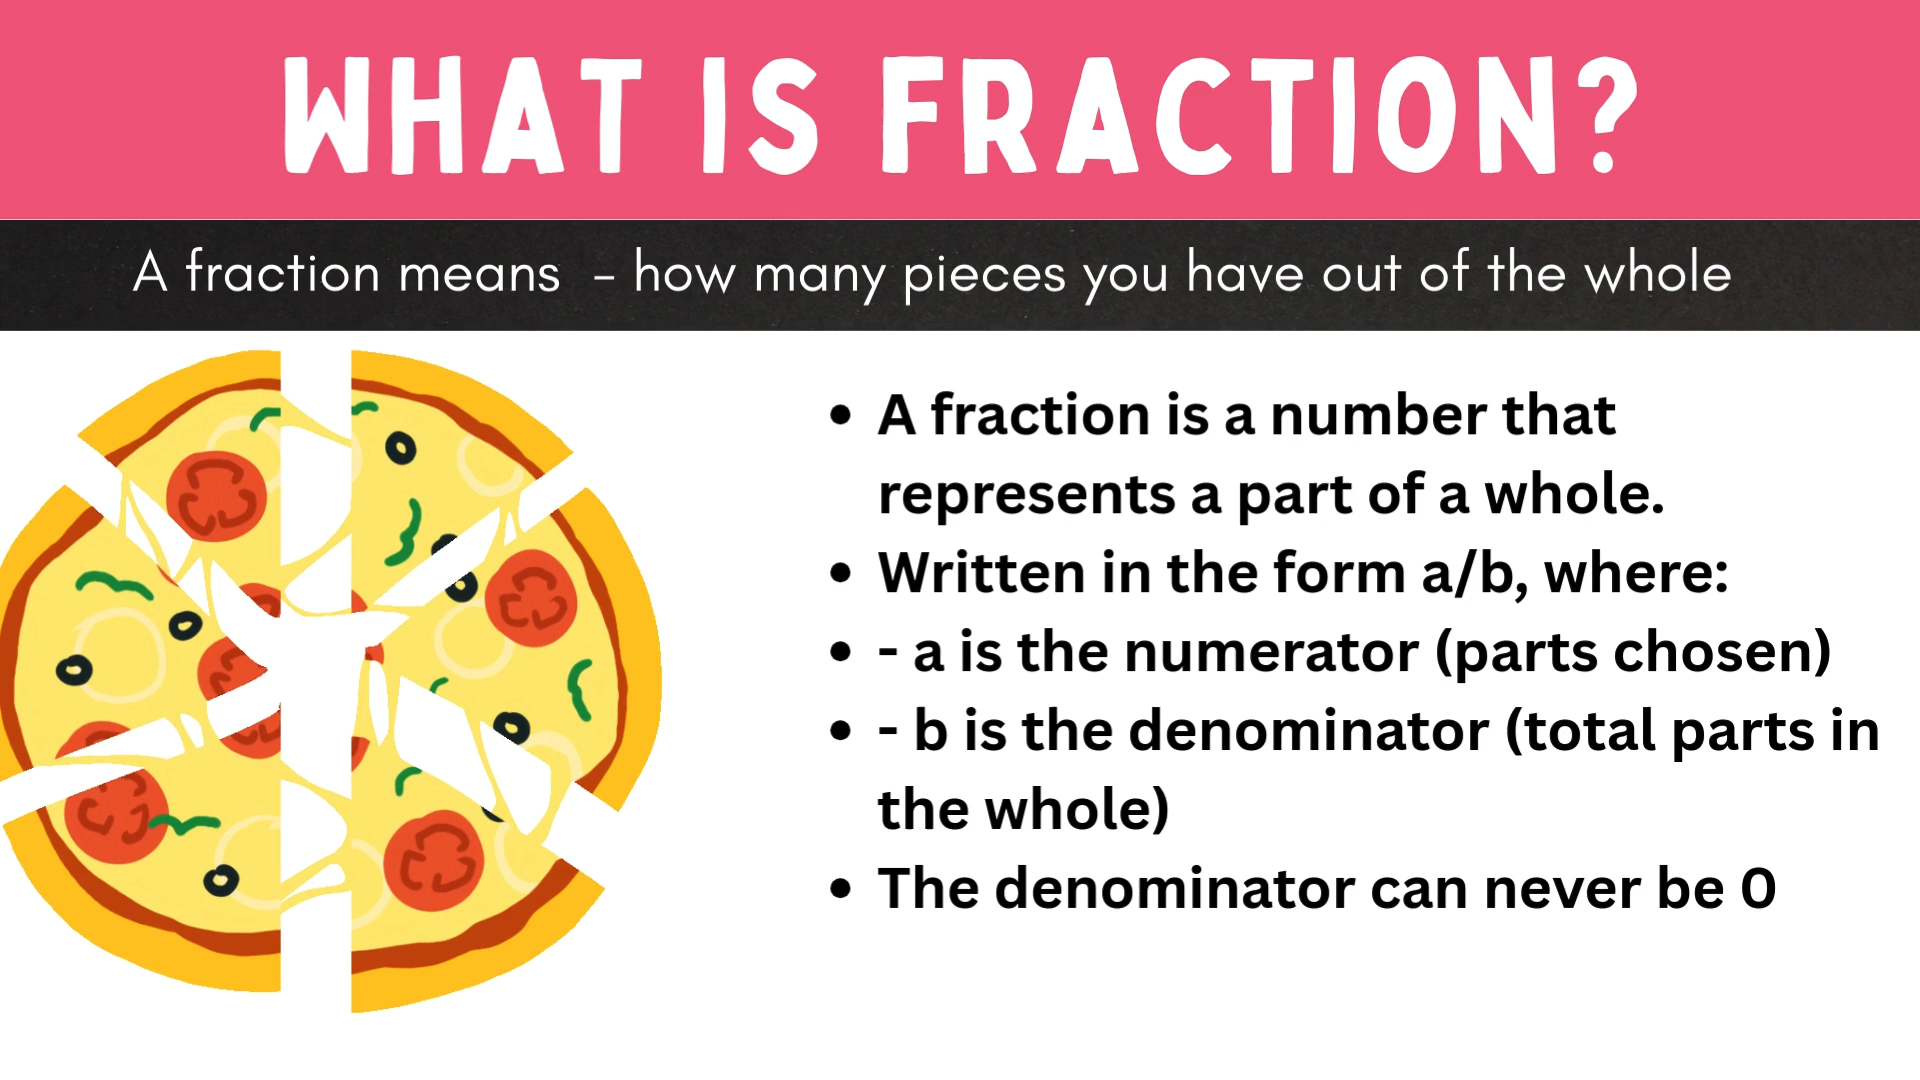 WHAT IS FRACTION?
A fraction means – how many pieces you have out of the whole
• A fraction is a number that
represents a part of a whole.
• Written in the form a/b, where:
• - a is the numerator (parts chosen)
• - b is the denominator (total parts in
the whole)
• The denominator can never be 0